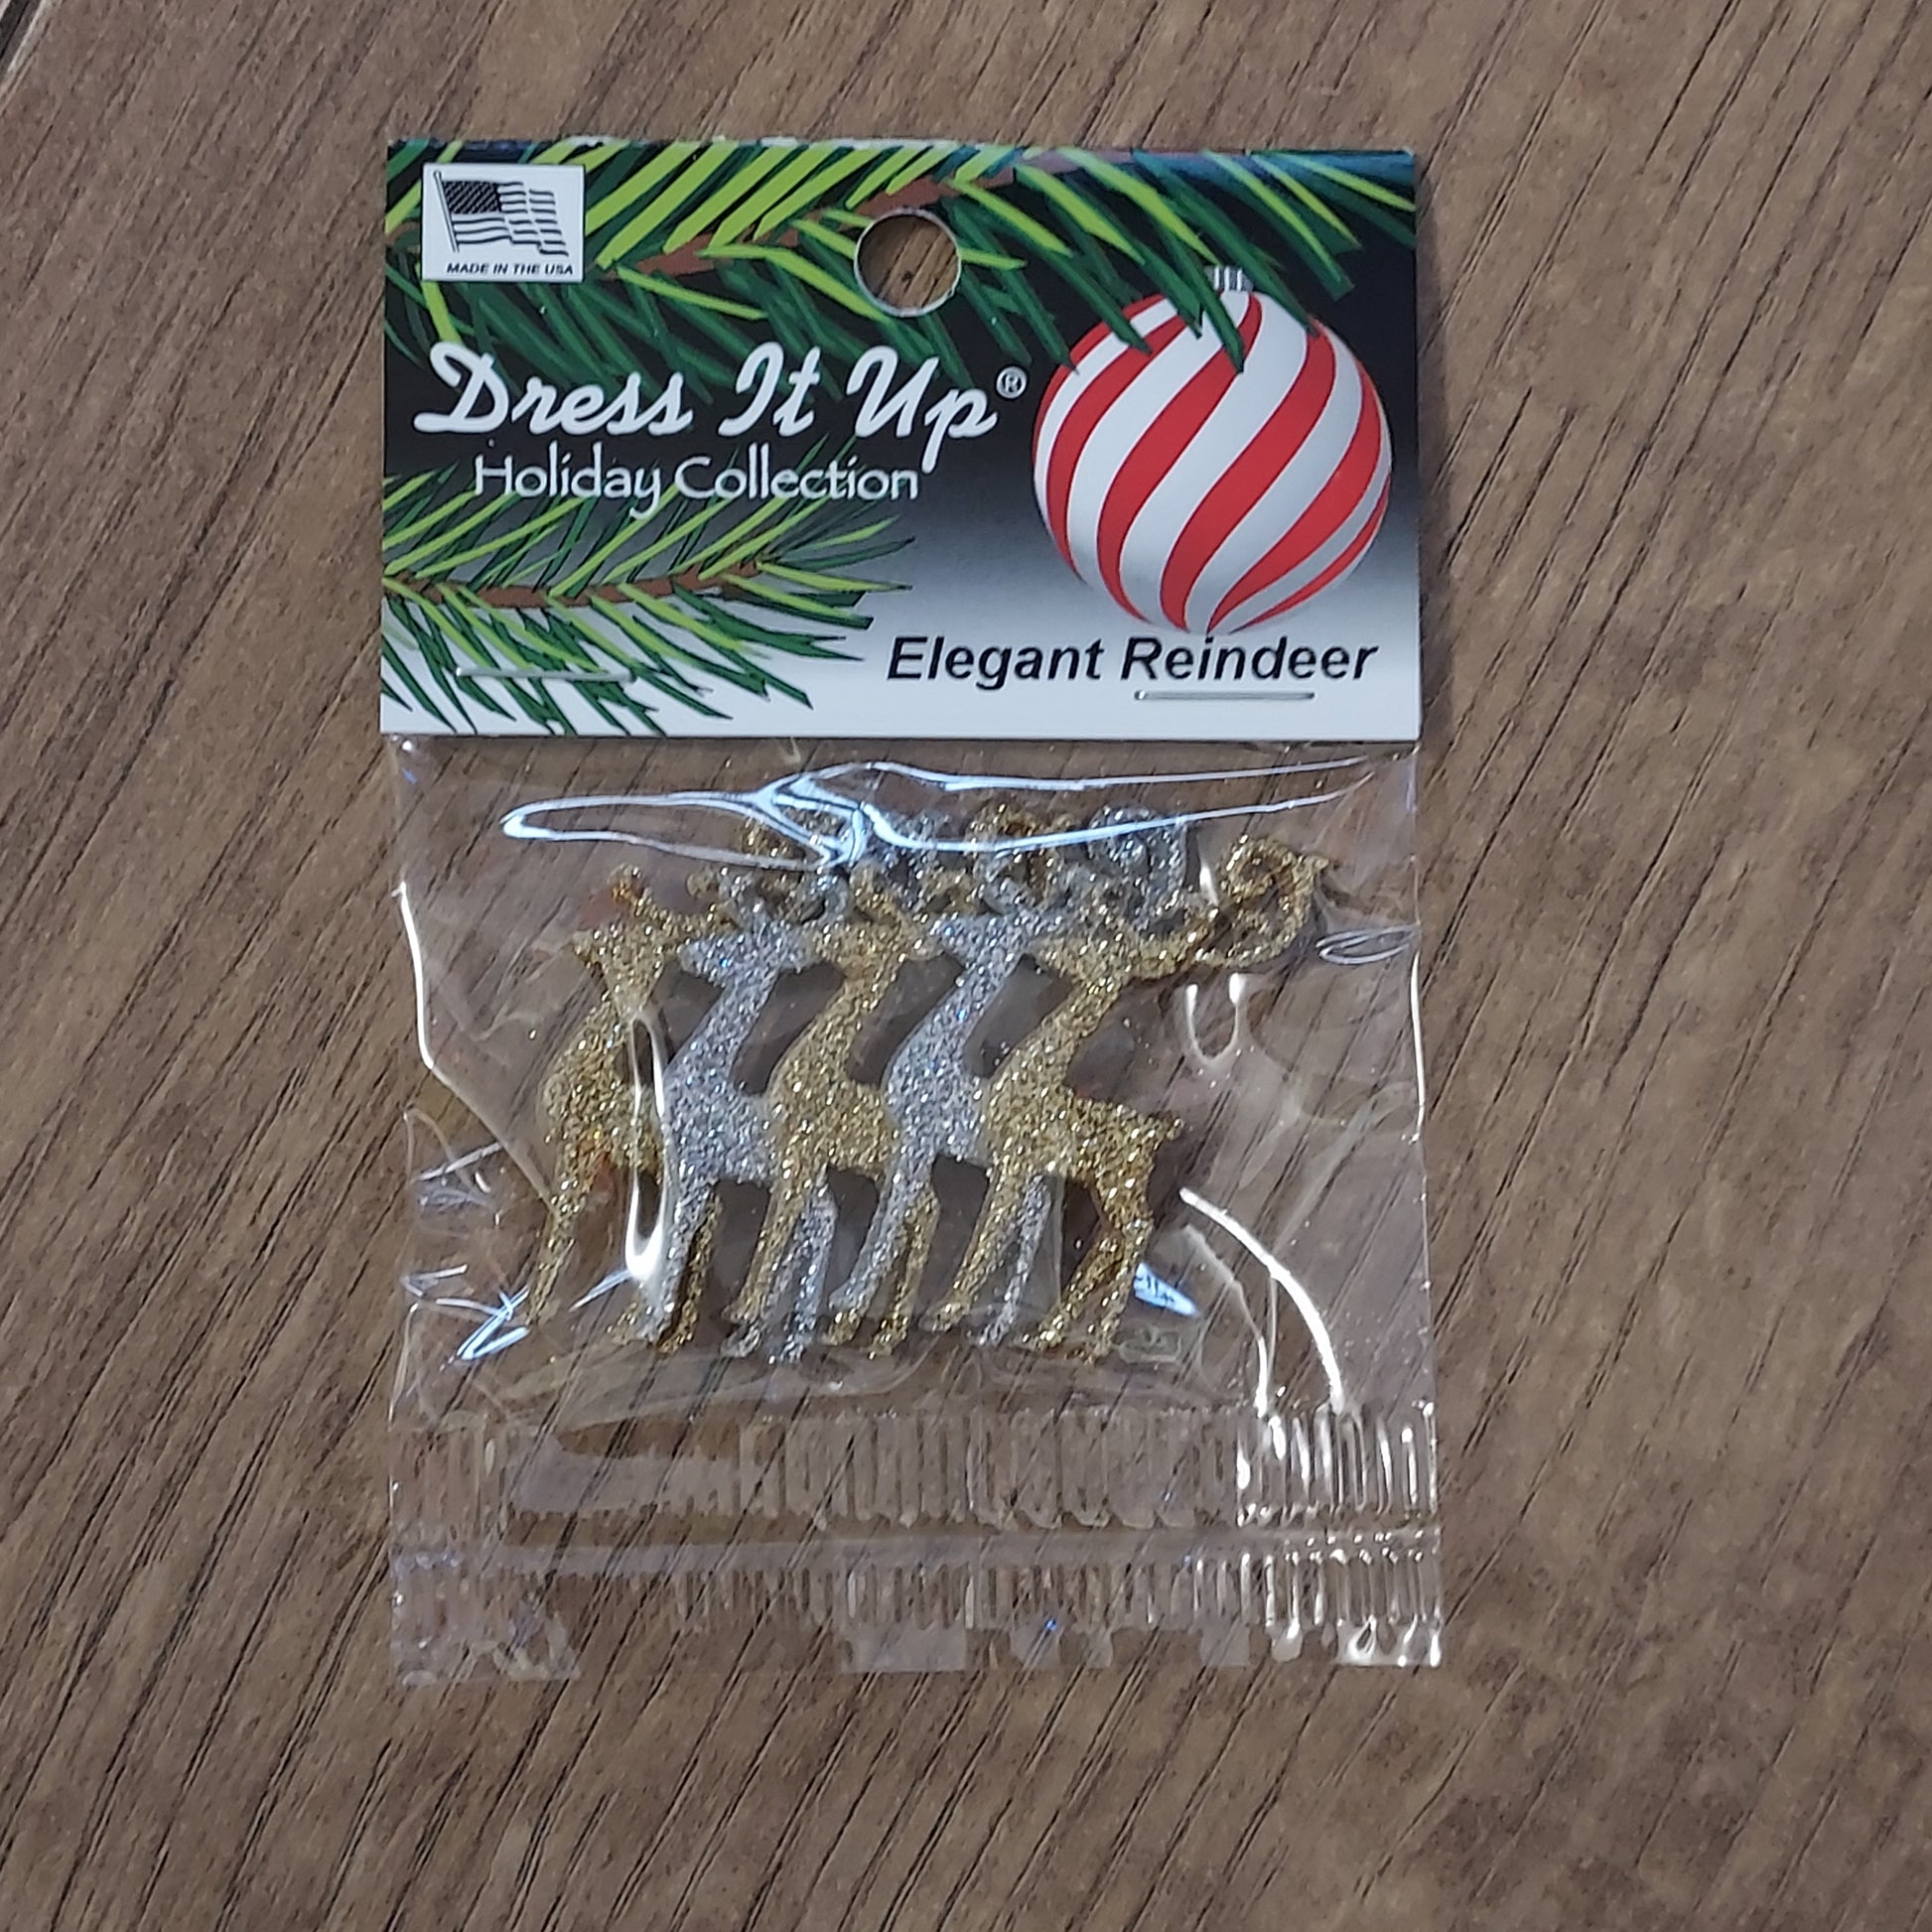 MADE IN THE USA
Dress It Up®
Holiday Collection
Elegant Reindeer